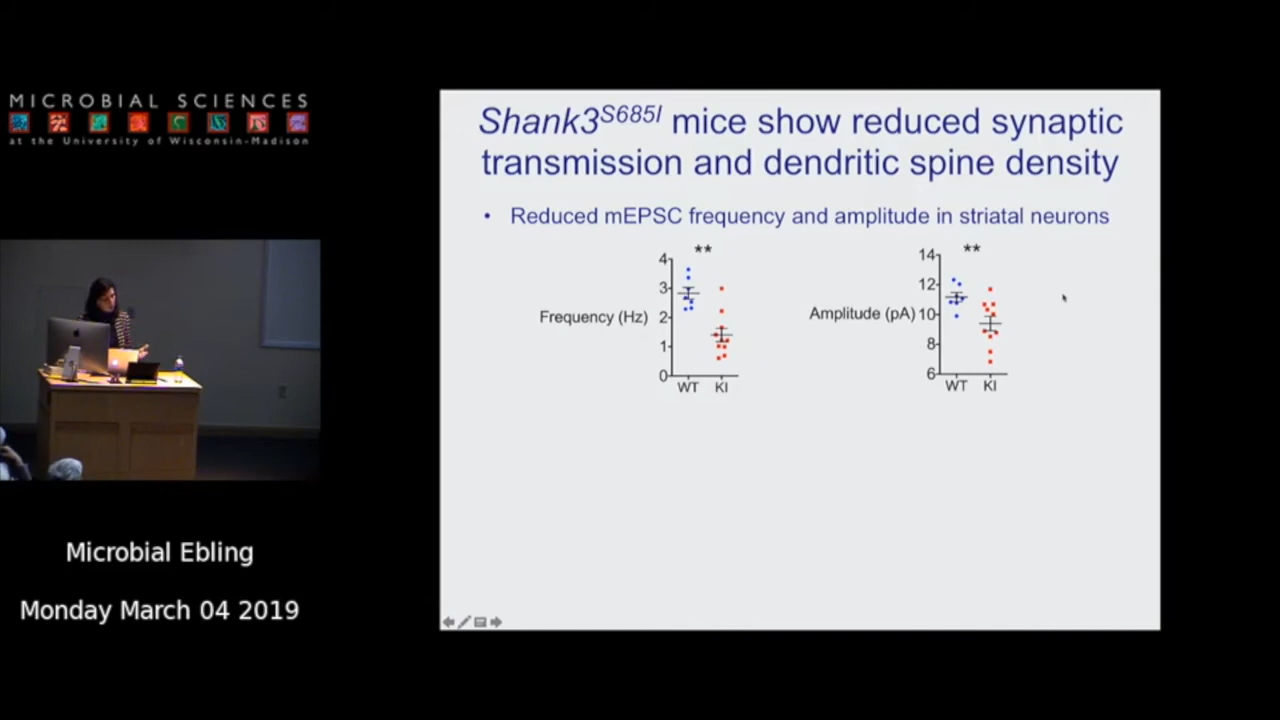 MICROBIAL SCIENCES
at the University of Wisconsin-Madison
Microbial Ebling
Monday March 04 2019
Shank3S685I mice show reduced synaptic
transmission and dendritic spine density
• Reduced mEPSC frequency and amplitude in striatal neurons
**
4
3
Frequency (Hz) 2
1
0
WT KI
**
14
12
Amplitude (pA) 10
8
6
WT KI